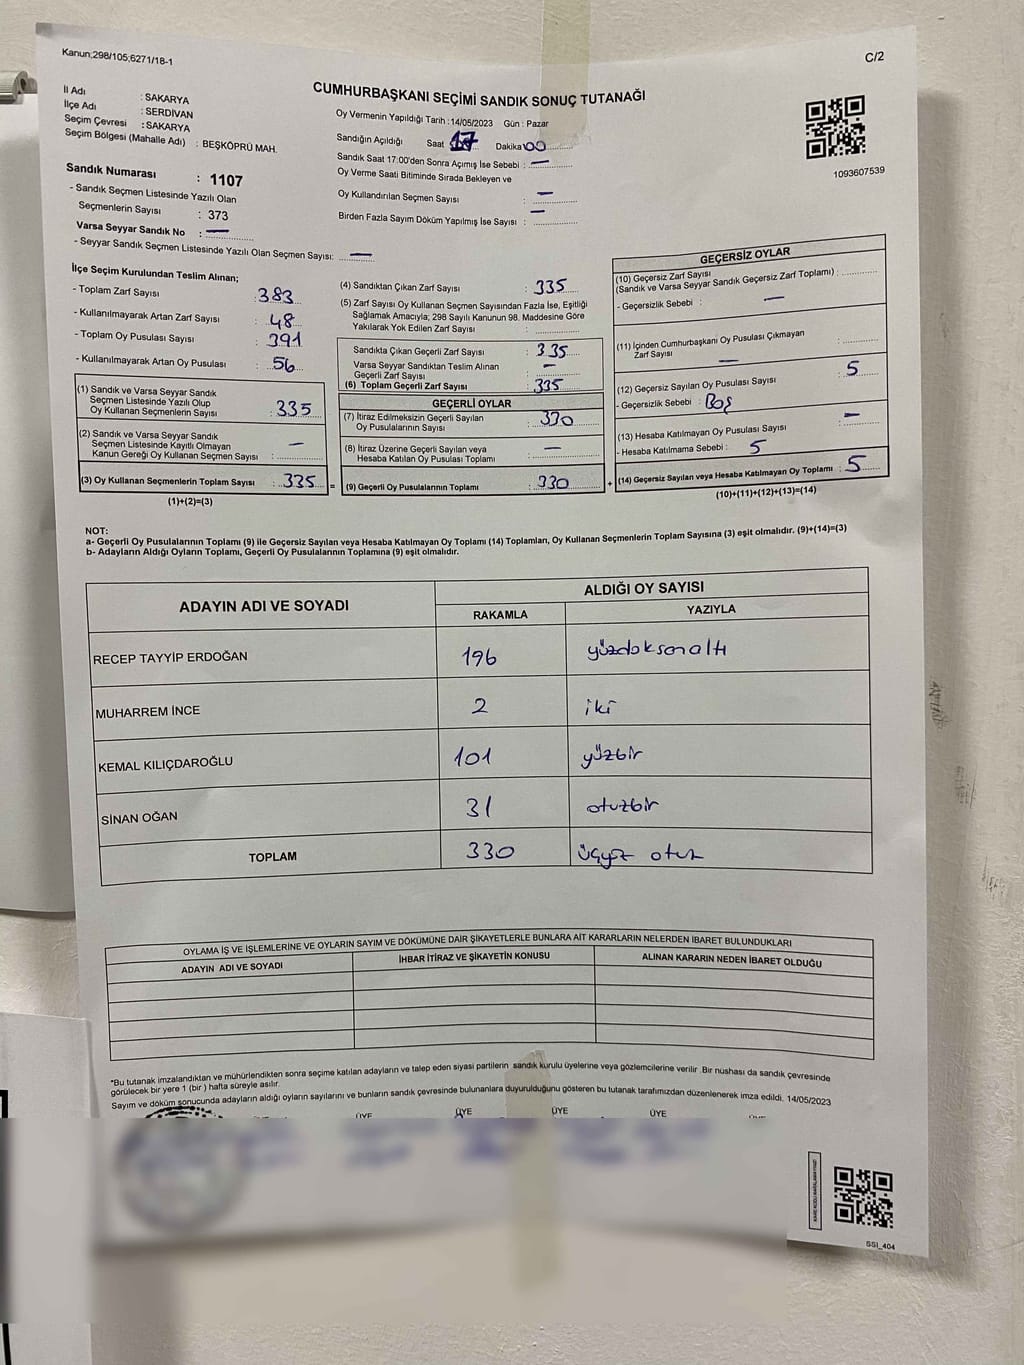 Kanun;298/105;6271/18-1
C/2
CUMHURBAŞKANI SEÇİMİ SANDIK SONUÇ TUTANAĞI
İl Adı : SAKARYA
İlçe Adı : SERDİVAN
Seçim Çevresi : SAKARYA
Seçim Bölgesi (Mahalle Adı) : BEŞKÖPRÜ MAH.
Sandık Numarası : 1107
- Sandık Seçmen Listesinde Yazılı Olan
Seçmenlerin Sayısı : 373
Varsa Seyyar Sandık No : —
- Seyyar Sandık Seçmen Listesinde Yazılı Olan Seçmen Sayısı: —
Oy Vermenin Yapıldığı Tarih :14/05/2023 Gün : Pazar
Sandığın Açıldığı Saat 17 Dakika 00
Sandık Saat 17:00'den Sonra Açımış İse Sebebi : —
Oy Verme Saati Bitiminde Sırada Bekleyen ve
Oy Kullandırılan Seçmen Sayısı : —
Birden Fazla Sayım Döküm Yapılmış İse Sayısı : —
1093607539
İlçe Seçim Kurulundan Teslim Alınan;
- Toplam Zarf Sayısı : 383
- Kullanılmayarak Artan Zarf Sayısı : 48
- Toplam Oy Pusulası Sayısı : 391
- Kullanılmayarak Artan Oy Pusulası : 56
(1) Sandık ve Varsa Seyyar Sandık
Seçmen Listesinde Yazılı Olup
Oy Kullanan Seçmenlerin Sayısı : 335
(2) Sandık ve Varsa Seyyar Sandık
Seçmen Listesinde Kayıtlı Olmayan
Kanun Gereği Oy Kullanan Seçmen Sayısı : —
(3) Oy Kullanan Seçmenlerin Toplam Sayısı : 335 =
(1)+(2)=(3)
(4) Sandıktan Çıkan Zarf Sayısı : 335
(5) Zarf Sayısı Oy Kullanan Seçmen Sayısından Fazla İse, Eşitliği
Sağlamak Amacıyla; 298 Sayılı Kanunun 98. Maddesine Göre
Yakılarak Yok Edilen Zarf Sayısı :
Sandıkta Çıkan Geçerli Zarf Sayısı : 335
Varsa Seyyar Sandıktan Teslim Alınan
Geçerli Zarf Sayısı : —
(6) Toplam Geçerli Zarf Sayısı : 335
GEÇERLİ OYLAR
(7) İtiraz Edilmeksizin Geçerli Sayılan
Oy Pusulalarının Sayısı : 330
(8) İtiraz Üzerine Geçerli Sayılan veya
Hesaba Katılan Oy Pusulası Toplamı : —
(9) Geçerli Oy Pusulalarının Toplamı : 330 +
GEÇERSİZ OYLAR
(10) Geçersiz Zarf Sayısı
(Sandık ve Varsa Seyyar Sandık Geçersiz Zarf Toplamı) :
- Geçersizlik Sebebi : —
(11) İçinden Cumhurbaşkanı Oy Pusulası Çıkmayan
Zarf Sayısı —
(12) Geçersiz Sayılan Oy Pusulası Sayısı : 5
- Geçersizlik Sebebi : Boş
(13) Hesaba Katılmayan Oy Pusulası Sayısı : —
- Hesaba Katılmama Sebebi : 5
(14) Geçersiz Sayılan veya Hesaba Katılmayan Oy Toplamı : 5
(10)+(11)+(12)+(13)=(14)
NOT:
a- Geçerli Oy Pusulalarının Toplamı (9) ile Geçersiz Sayılan veya Hesaba Katılmayan Oy Toplamı (14) Toplamları, Oy Kullanan Seçmenlerin Toplam Sayısına (3) eşit olmalıdır. (9)+(14)=(3)
b- Adayların Aldığı Oyların Toplamı, Geçerli Oy Pusulalarının Toplamına (9) eşit olmalıdır.
ADAYIN ADI VE SOYADI
ALDIĞI OY SAYISI
RAKAMLA YAZIYLA
RECEP TAYYİP ERDOĞAN 196 yüzdoksanaltı
MUHARREM İNCE 2 iki
KEMAL KILIÇDAROĞLU 101 yüzbir
SİNAN OĞAN 31 otuzbir
TOPLAM 330 üçyz otuz
OYLAMA İŞ VE İŞLEMLERİNE VE OYLARIN SAYIM VE DÖKÜMÜNE DAİR ŞİKAYETLERLE BUNLARA AİT KARARLARIN NELERDEN İBARET BULUNDUKLARI
ADAYIN ADI VE SOYADI İHBAR İTİRAZ VE ŞİKAYETİN KONUSU ALINAN KARARIN NEDEN İBARET OLDUĞU
*Bu tutanak imzalandıktan ve mühürlendikten sonra seçime katılan adayların ve talep eden siyasi partilerin sandık kurulu üyelerine veya gözlemcilerine verilir .Bir nüshası da sandık çevresinde
görülecek bir yere 1 (bir ) hafta süreyle asılır.
Sayım ve döküm sonucunda adayların aldığı oyların sayılarını ve bunların sandık çevresinde bulunanlara duyurulduğunu gösteren bu tutanak tarafımızdan düzenlenerek imza edildi. 14/05/2023
ÜYE ÜYE ÜYE ÜYE
SSİ_404